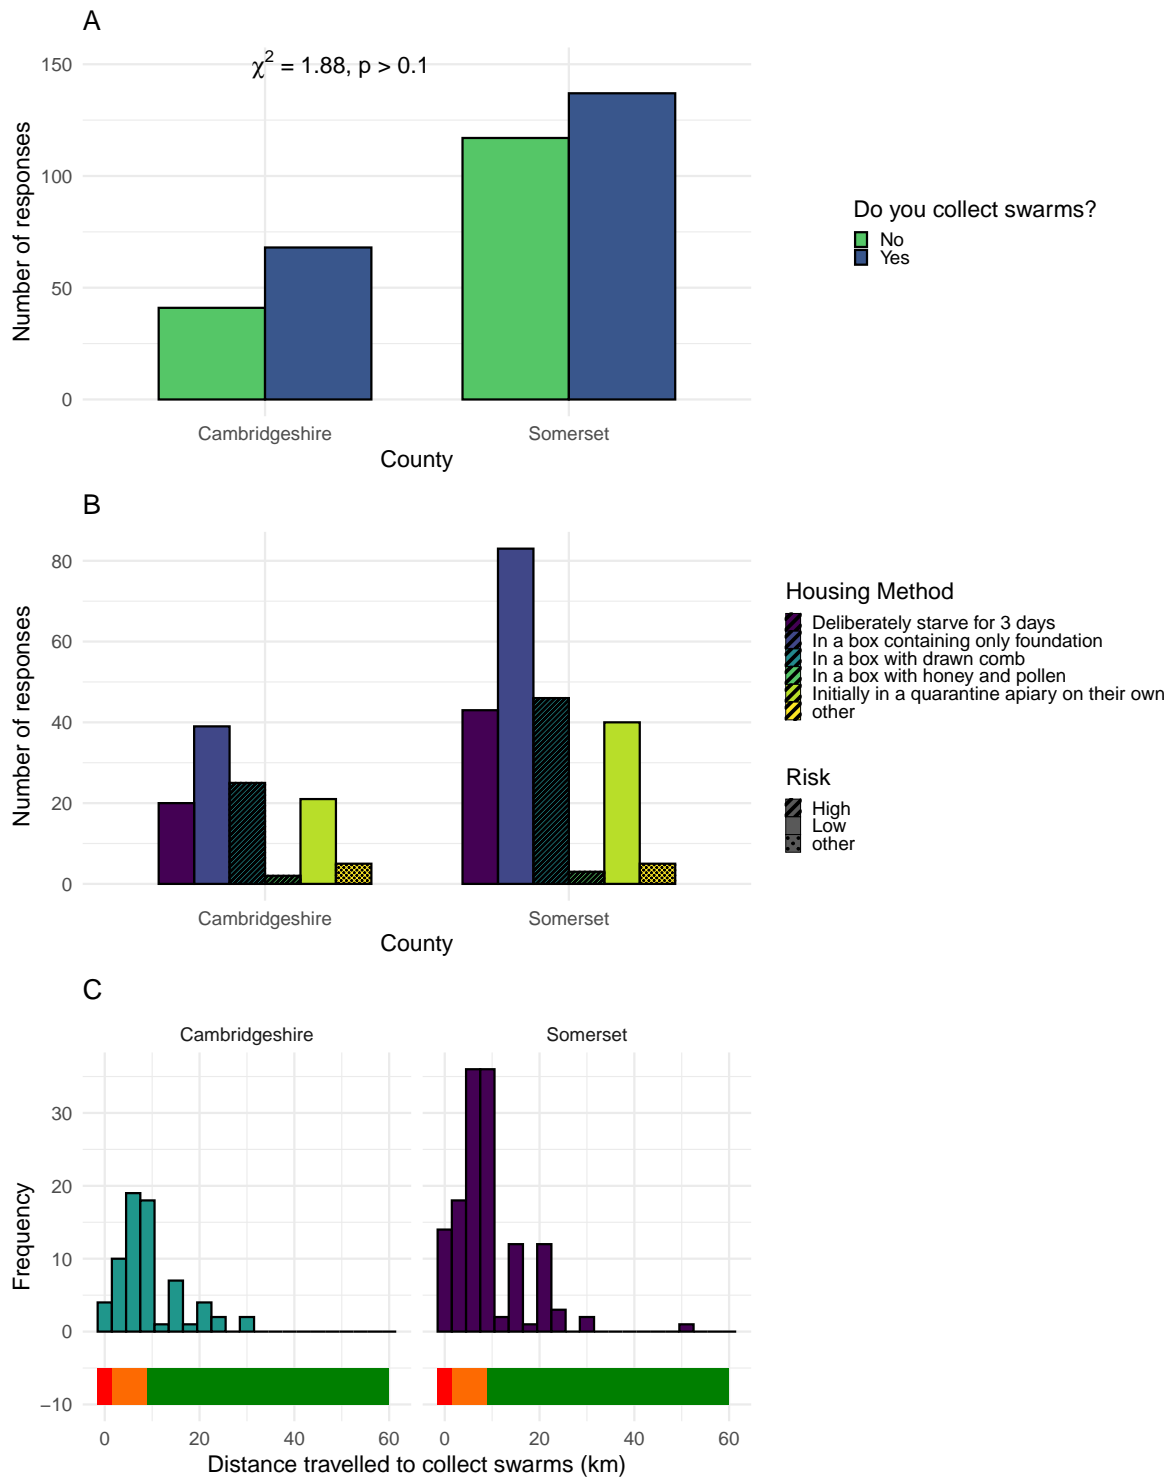 A
χ² = 1.88, p > 0.1
150
100
50
0
Number of responses
Cambridgeshire Somerset
County
Do you collect swarms?
No
Yes
B
80
60
40
20
0
Number of responses
Cambridgeshire Somerset
County
Housing Method
Deliberately starve for 3 days
In a box containing only foundation
In a box with drawn comb
In a box with honey and pollen
Initially in a quarantine apiary on their own
other
Risk
High
Low
other
C
Cambridgeshire Somerset
30
20
10
0
−10
Frequency
0 20 40 60 0 20 40 60
Distance travelled to collect swarms (km)